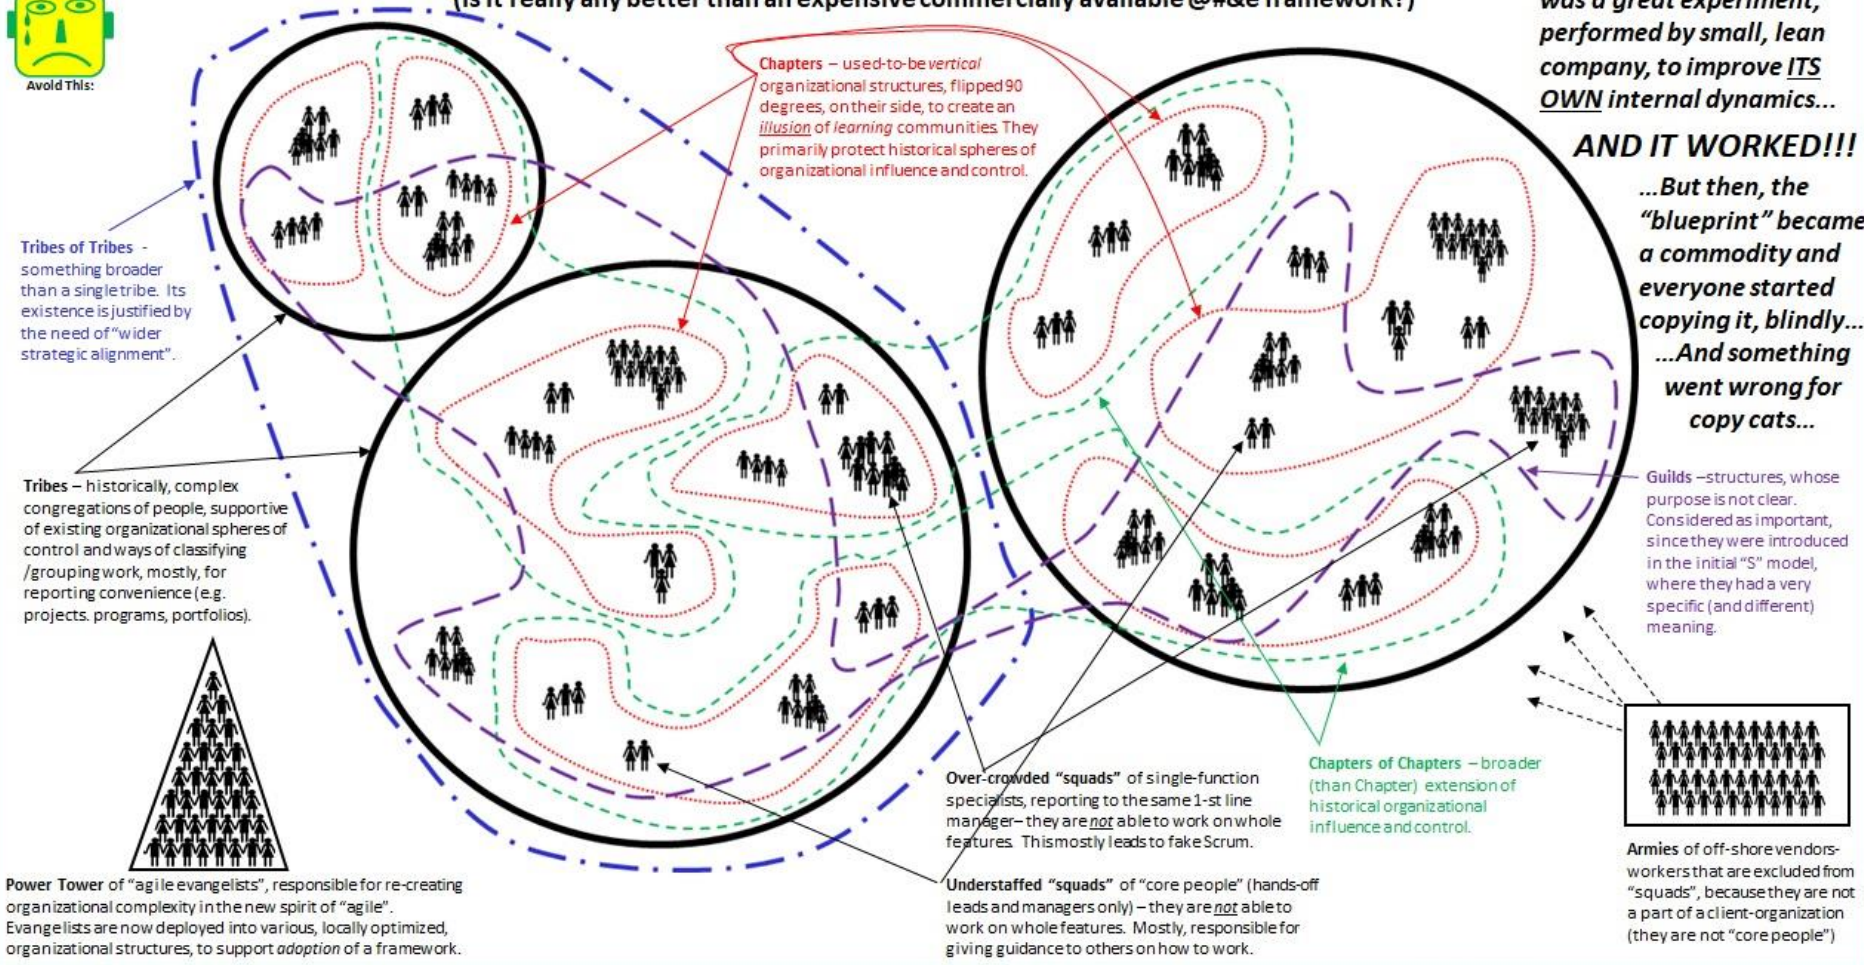 (Is it really any better than an expensive commercially available @#&e framework?)
was a great experiment,
performed by small, lean
company, to improve ITS
OWN internal dynamics...
AND IT WORKED!!!
...But then, the
“blueprint” became
a commodity and
everyone started
copying it, blindly...
...And something
went wrong for
copy cats...
Avoid This:
Chapters – used-to-be vertical
organizational structures, flipped 90
degrees, on their side, to create an
illusion of learning communities. They
primarily protect historical spheres of
organizational influence and control.
Tribes of Tribes -
something broader
than a single tribe. Its
existence is justified by
the need of “wider
strategic alignment”.
Tribes – historically, complex
congregations of people, supportive
of existing organizational spheres of
control and ways of classifying
/grouping work, mostly, for
reporting convenience (e.g.
projects. programs, portfolios).
Guilds –structures, whose
purpose is not clear.
Considered as important,
since they were introduced
in the initial “S” model,
where they had a very
specific (and different)
meaning.
Power Tower of “agile evangelists”, responsible for re-creating
organizational complexity in the new spirit of “agile”.
Evangelists are now deployed into various, locally optimized,
organizational structures, to support adoption of a framework.
Over-crowded “squads” of single-function
specialists, reporting to the same 1-st line
manager– they are not able to work on whole
features. This mostly leads to fake Scrum.
Understaffed “squads” of “core people” (hands-off
leads and managers only) – they are not able to
work on whole features. Mostly, responsible for
giving guidance to others on how to work.
Chapters of Chapters – broader
(than Chapter) extension of
historical organizational
influence and control.
Armies of off-shore vendors-
workers that are excluded from
“squads”, because they are not
a part of a client-organization
(they are not “core people”)